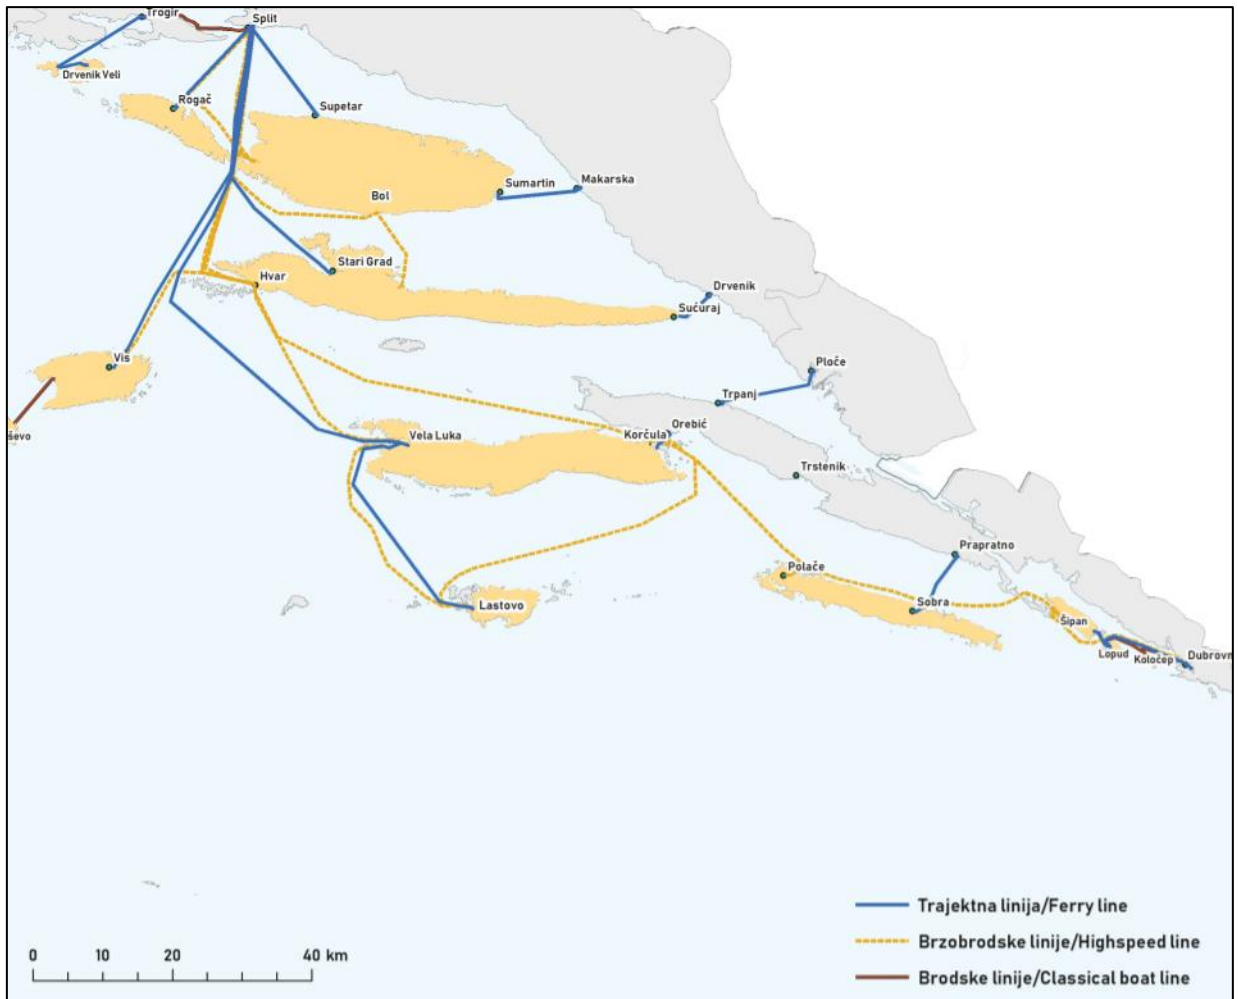 Trogir
Split
Drvenik Veli
Rogač
Supetar
Sumartin
Makarska
Bol
Stari Grad
Hvar
Drvenik
Sućuraj
Vis
Ploče
Trpanj
ševo
Vela Luka
Korčula
Orebić
Trstenik
Prapratno
Polače
Sobra
Lastovo
Šipan
Lopud
Koločep
Dubrovn
Trajektna linija/Ferry line
Brzobrodske linije/Highspeed line
Brodske linije/Classical boat line
0 10 20 40 km